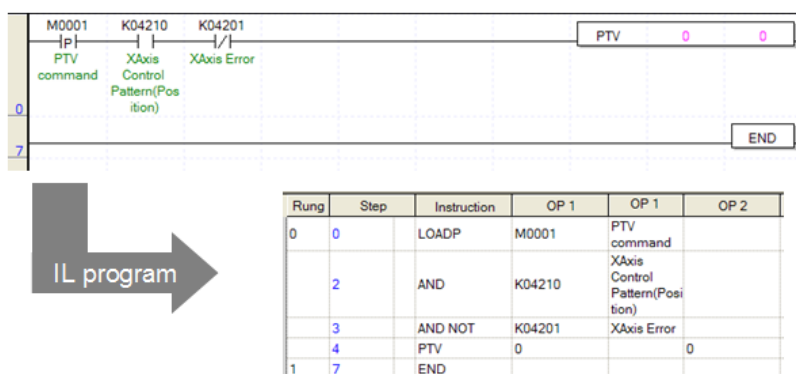 M0001 K04210 K04201
P
PTV 0 0
PTV XAxis XAxis Error
command Control
Pattern(Pos
ition)
0
END
7
IL program
Rung Step Instruction OP 1 OP 1 OP 2
0 0 LOADP M0001 PTV
command
2 AND K04210 XAxis
Control
Pattern(Posi
tion)
3 AND NOT K04201 XAxis Error
4 PTV 0 0
1 7 END